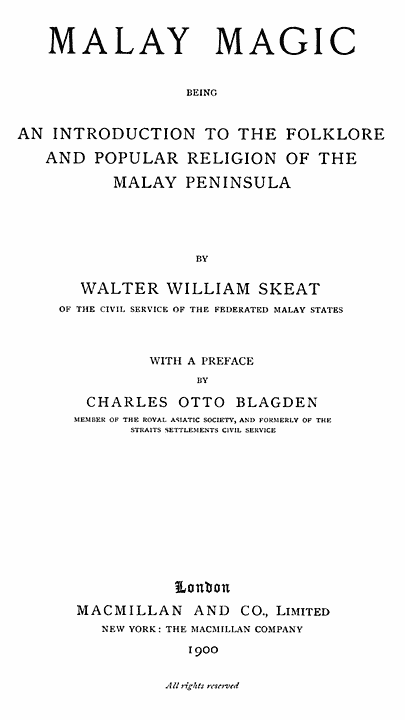 MALAY MAGIC
BEING
AN INTRODUCTION TO THE FOLKLORE
AND POPULAR RELIGION OF THE
MALAY PENINSULA
BY
WALTER WILLIAM SKEAT
OF THE CIVIL SERVICE OF THE FEDERATED MALAY STATES
WITH A PREFACE
BY
CHARLES OTTO BLAGDEN
MEMBER OF THE ROYAL ASIATIC SOCIETY, AND FORMERLY OF THE
STRAITS SETTLEMENTS CIVIL SERVICE
London
MACMILLAN AND CO., LIMITED
NEW YORK: THE MACMILLAN COMPANY
1900
All rights reserved